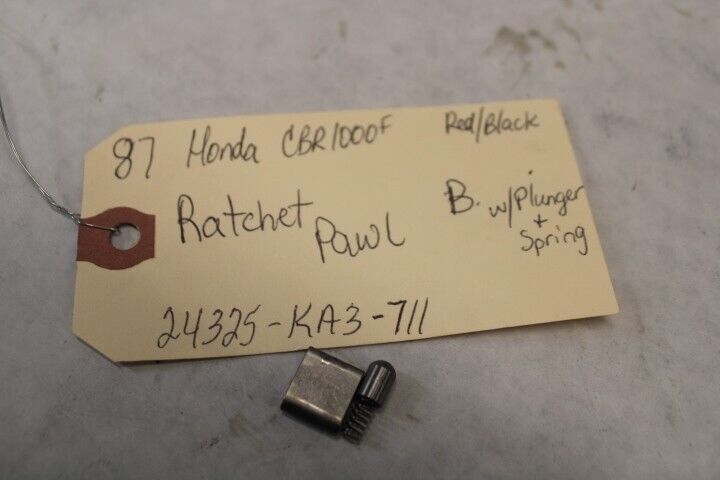 87 Honda CBR1000F Red/Black
Ratchet Pawl B. w/Plunger
+
Spring
24325-KA3-711